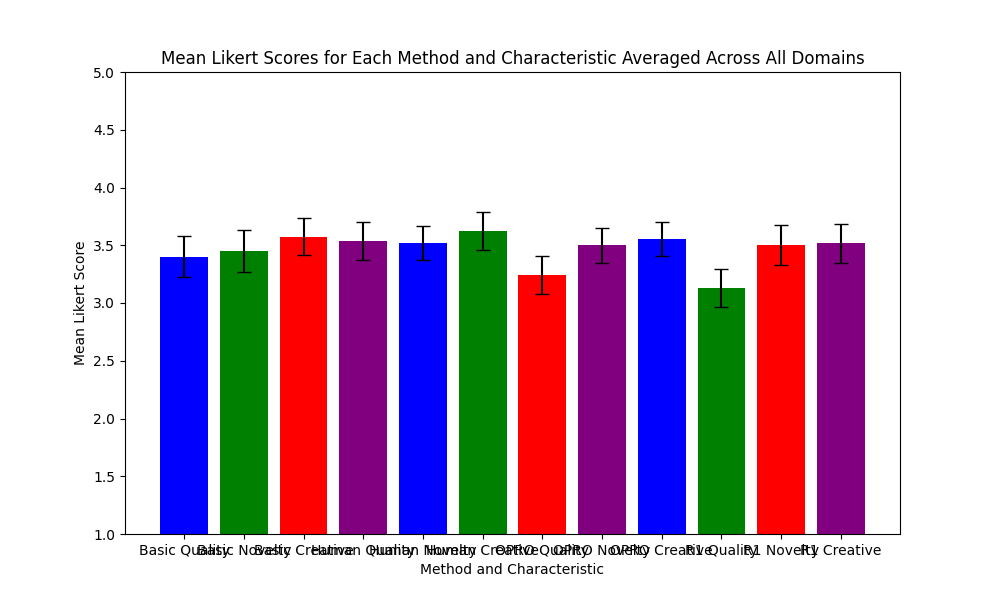 Mean Likert Scores for Each Method and Characteristic Averaged Across All Domains
Mean Likert Score
5.0
4.5
4.0
3.5
3.0
2.5
2.0
1.5
1.0
Basic Quality Basic Novelty Basic Creative Human Quality Human Novelty Human Creative OPRO Quality OPRO Novelty OPRO Creative R1 Quality R1 Novelty R1 Creative
Method and Characteristic